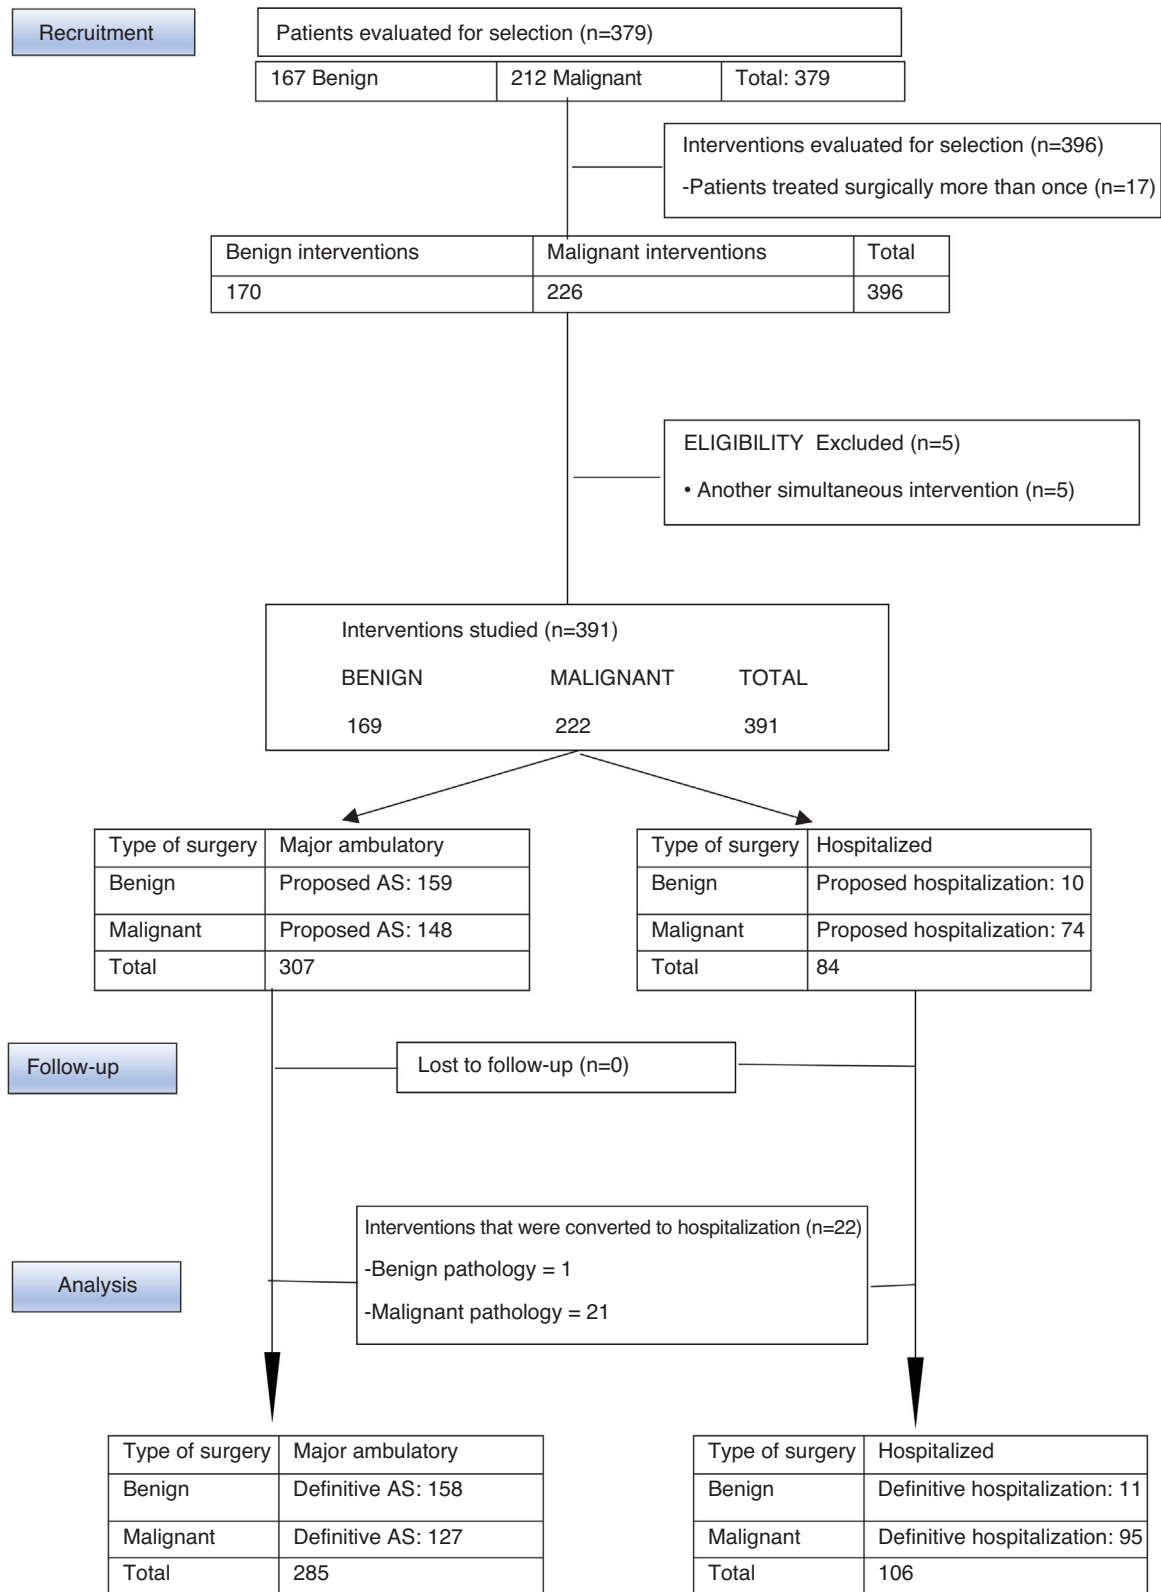 Recruitment
Patients evaluated for selection (n=379)
167 Benign 212 Malignant Total: 379
Interventions evaluated for selection (n=396)
-Patients treated surgically more than once (n=17)
Benign interventions Malignant interventions Total
170 226 396
ELIGIBILITY Excluded (n=5)
• Another simultaneous intervention (n=5)
Interventions studied (n=391)
BENIGN MALIGNANT TOTAL
169 222 391
Type of surgery Major ambulatory
Benign Proposed AS: 159
Malignant Proposed AS: 148
Total 307
Type of surgery Hospitalized
Benign Proposed hospitalization: 10
Malignant Proposed hospitalization: 74
Total 84
Follow-up
Lost to follow-up (n=0)
Interventions that were converted to hospitalization (n=22)
-Benign pathology = 1
-Malignant pathology = 21
Analysis
Type of surgery Major ambulatory
Benign Definitive AS: 158
Malignant Definitive AS: 127
Total 285
Type of surgery Hospitalized
Benign Definitive hospitalization: 11
Malignant Definitive hospitalization: 95
Total 106